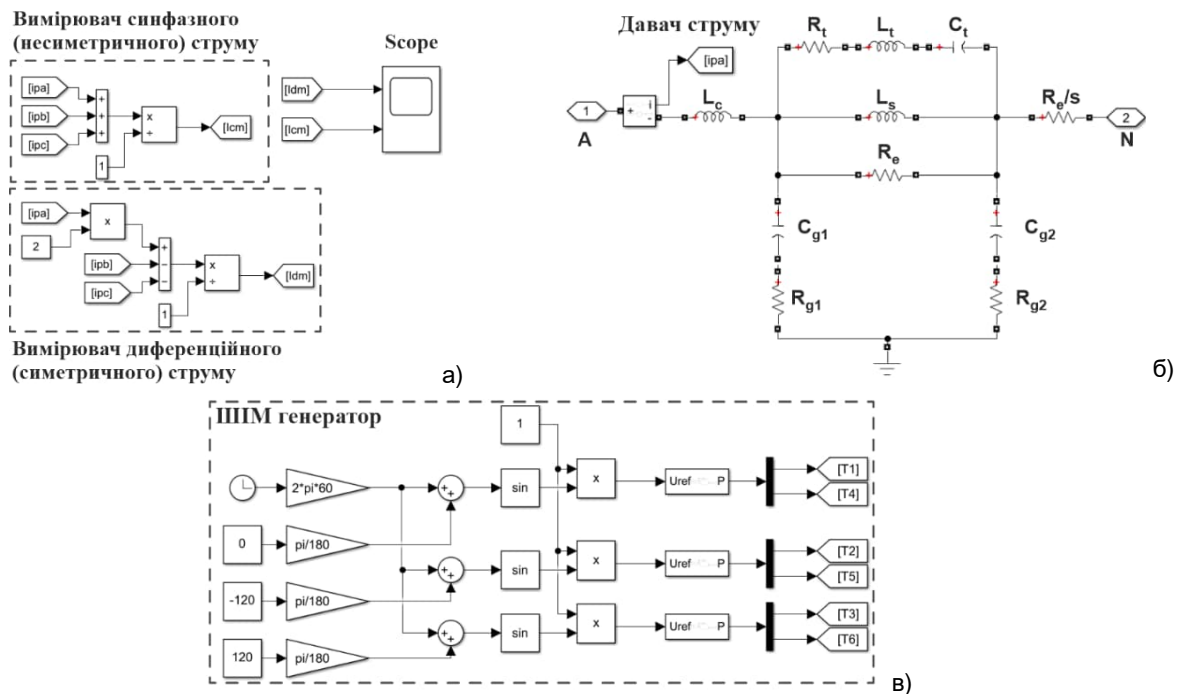 Вимірювач синфазного
(несиметричного) струму
[ipa]
[ipb]
[ipc]
+
+
+
x
÷
1
[Icm]
Scope
[Idm]
[Icm]
[ipa]
2
x
[ipb]
[ipc]
+
−
−
x
÷
1
[Idm]
Вимірювач диференційного
(симетричного) струму
а)
Давач струму
[ipa]
1
A
+
i
-
Lc
Rt
Lt
Ct
Ls
Re
Re/s
2
N
Cg1
Rg1
Cg2
Rg2
б)
ШІМ генератор
1
2*pi*60
+
+
sin
x
Uref P
[T1]
[T4]
0
pi/180
+
+
sin
x
Uref P
[T2]
[T5]
-120
pi/180
+
+
sin
x
Uref P
[T3]
[T6]
120
pi/180
в)